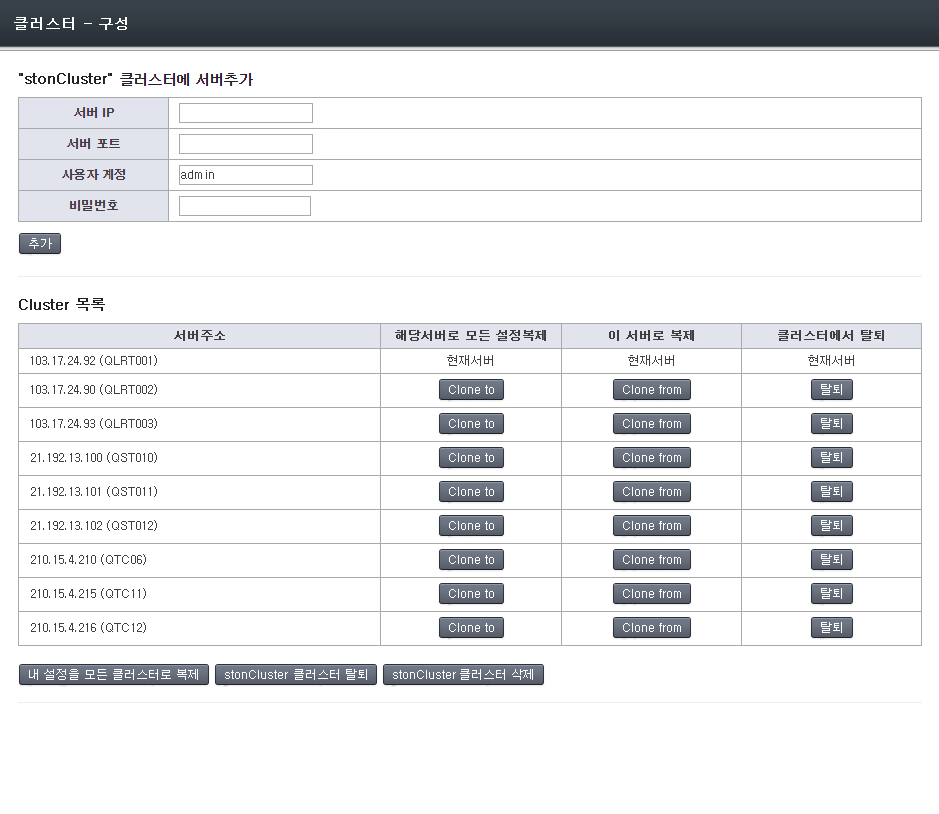 클러스터 - 구성
"stonCluster" 클러스터에 서버추가
서버 IP
서버 포트
사용자 계정 admin
비밀번호
추가
Cluster 목록
서버주소 해당서버로 모든 설정복제 이 서버로 복제 클러스터에서 탈퇴
103.17.24.92 (QLRT001) 현재서버 현재서버 현재서버
103.17.24.90 (QLRT002) Clone to Clone from 탈퇴
103.17.24.93 (QLRT003) Clone to Clone from 탈퇴
21.192.13.100 (QST010) Clone to Clone from 탈퇴
21.192.13.101 (QST011) Clone to Clone from 탈퇴
21.192.13.102 (QST012) Clone to Clone from 탈퇴
210.15.4.210 (QTC06) Clone to Clone from 탈퇴
210.15.4.215 (QTC11) Clone to Clone from 탈퇴
210.15.4.216 (QTC12) Clone to Clone from 탈퇴
내 설정을 모든 클러스터로 복제 stonCluster 클러스터 탈퇴 stonCluster 클러스터 삭제